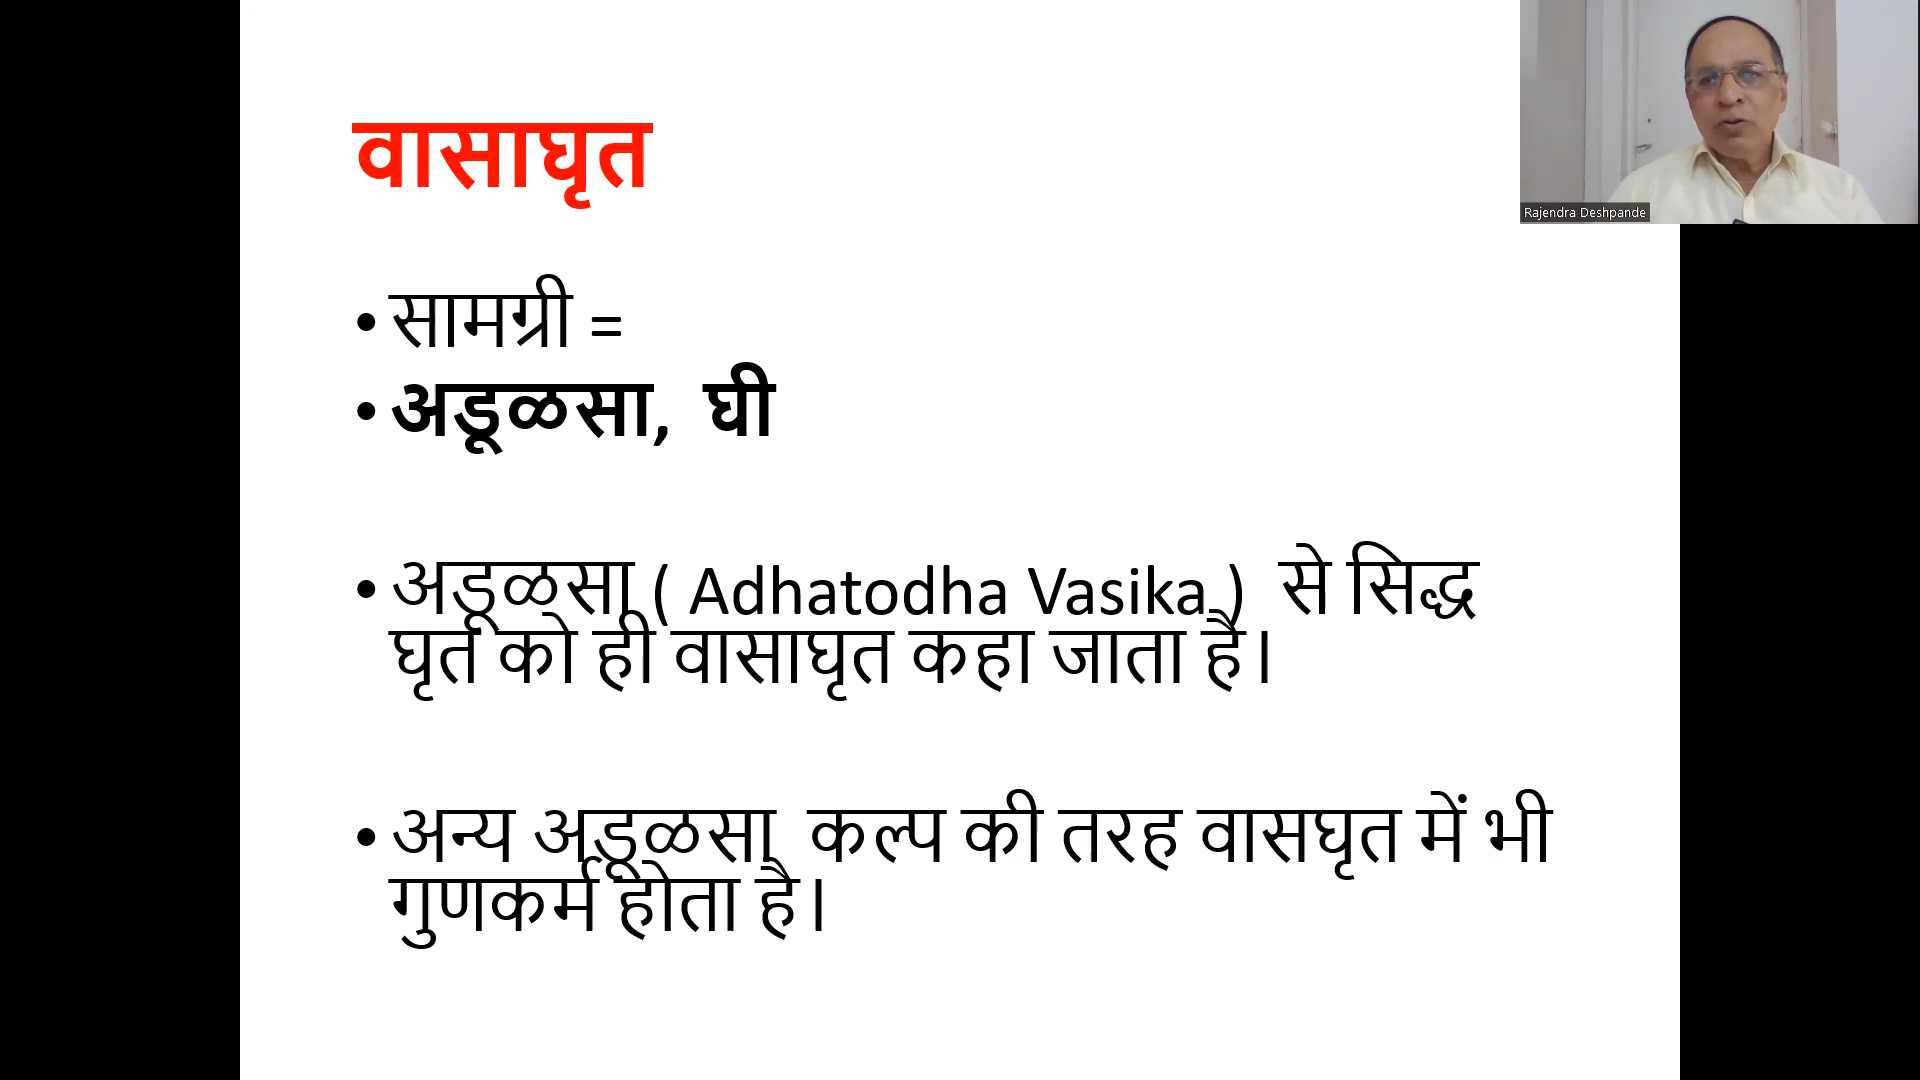 वासाघृत
Rajendra Deshpande
• सामग्री =
• अडूळसा, घी
• अडूळसा ( Adhatodha Vasika ) से सिद्ध
घृत को ही वासाघृत कहा जाता है।
• अन्य अडूळसा कल्प की तरह वासघृत में भी
गुणकर्म होता है।